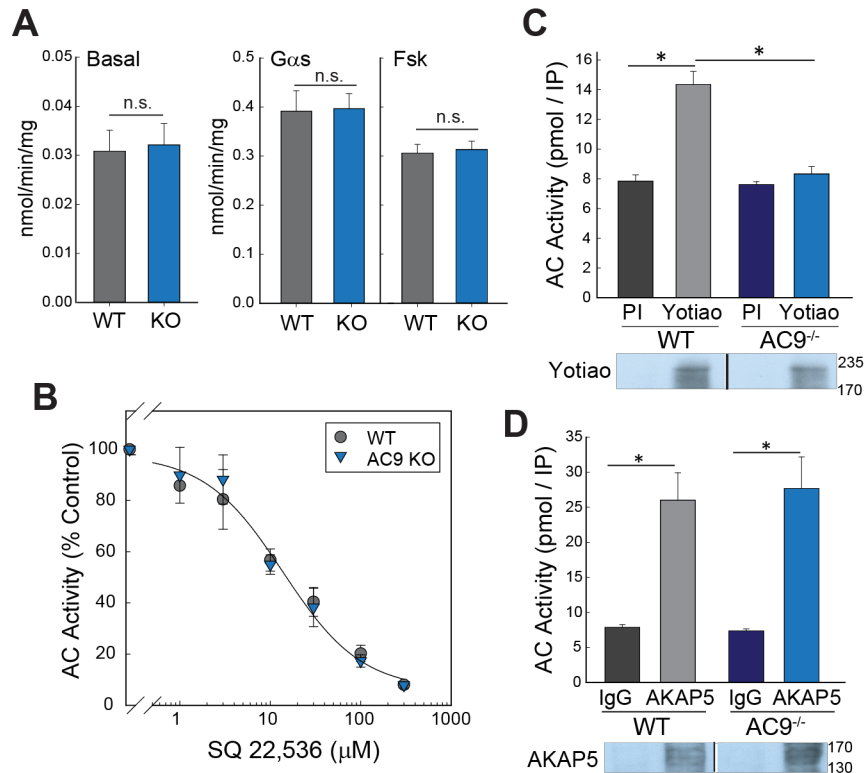 A
Basal
nmol/min/mg
0.05
0.04
0.03
0.02
0.01
0.00
n.s.
WT
KO
Gαs
Fsk
nmol/min/mg
0.5
0.4
0.3
0.2
0.1
0.0
n.s.
n.s.
WT
KO
WT
KO
B
AC Activity (% Control)
100
80
60
40
20
0
WT
AC9 KO
1
10
100
1000
SQ 22,536 (μM)
C
AC Activity (pmol / IP)
16
14
12
10
8
6
4
2
0
*
*
PI Yotiao PI Yotiao
WT AC9-/-
Yotiao
235
170
D
AC Activity (pmol / IP)
35
30
25
20
15
10
5
0
*
*
IgG AKAP5 IgG AKAP5
WT AC9-/-
AKAP5
170
130